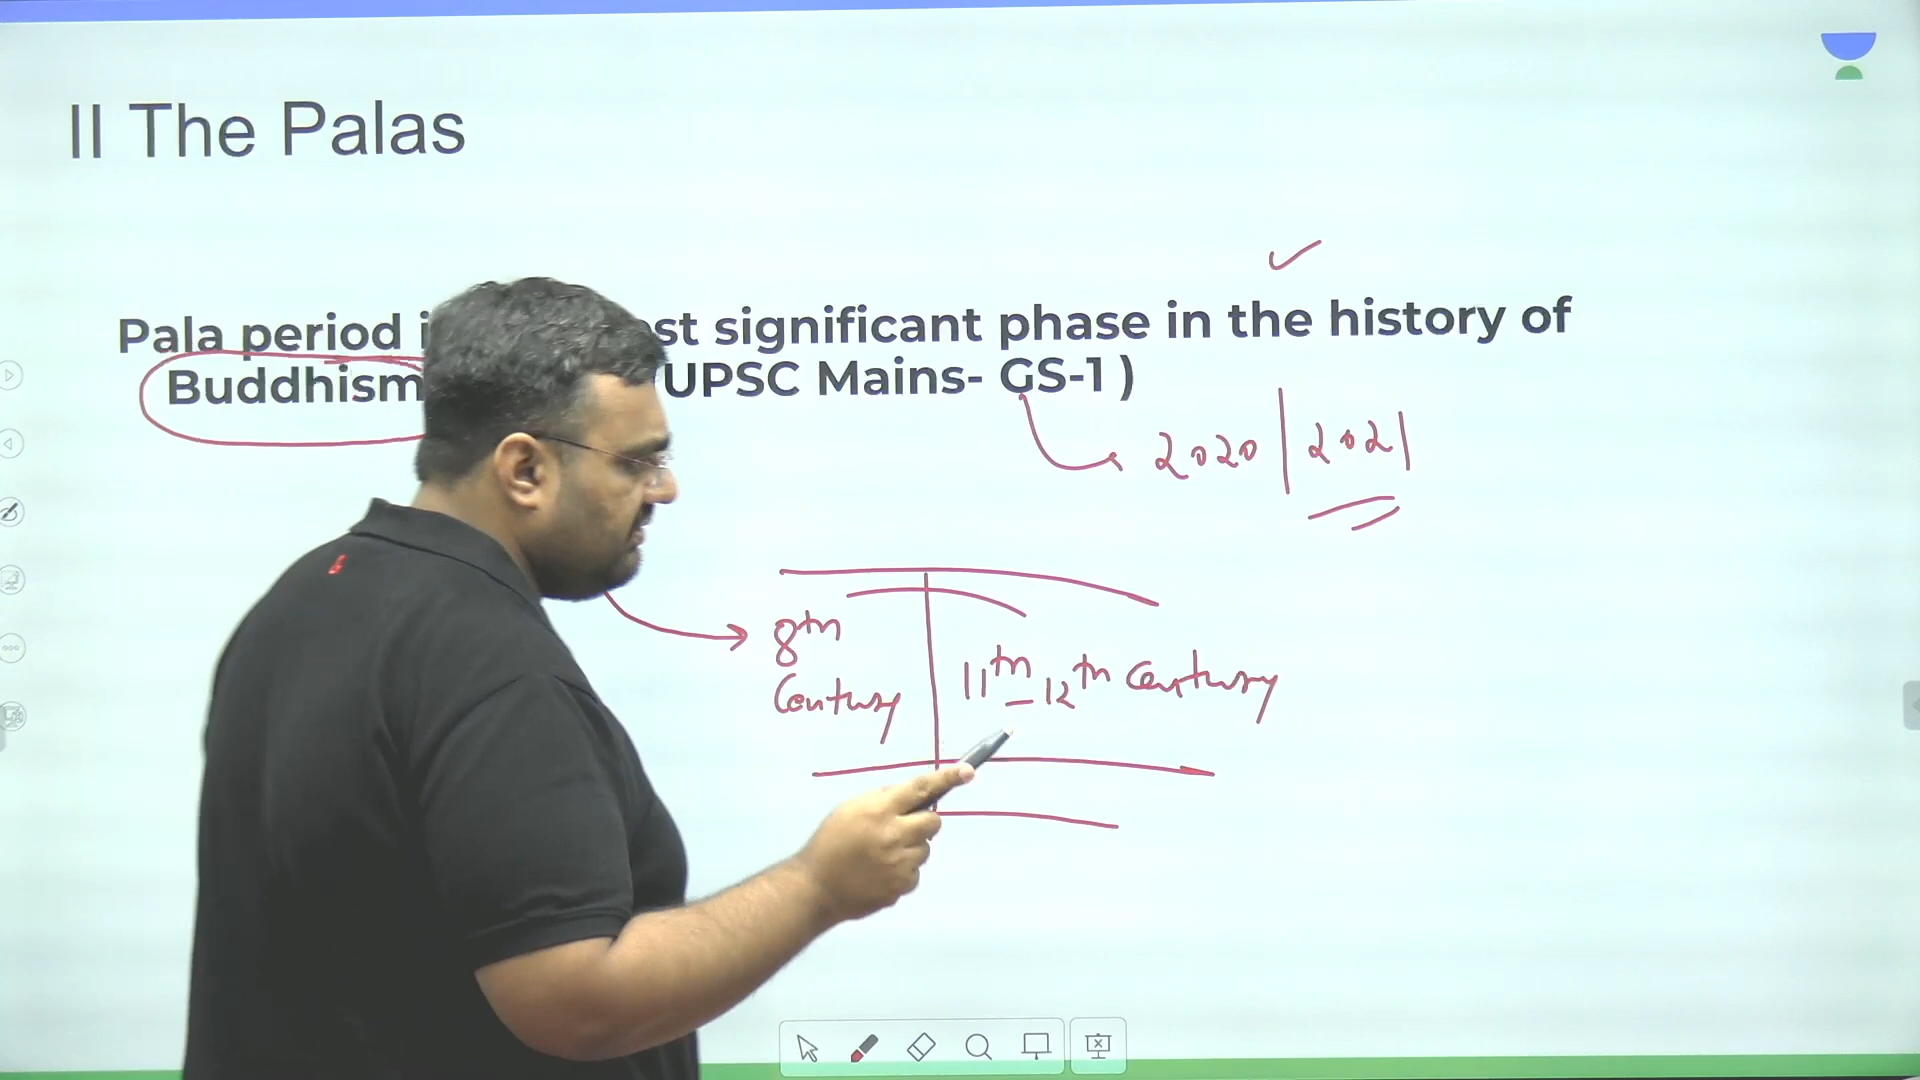 II The Palas
Pala period i st significant phase in the history of
Buddhism UPSC Mains- GS-1 )
2020 | 2021
8th
Century
11th - 12th Century